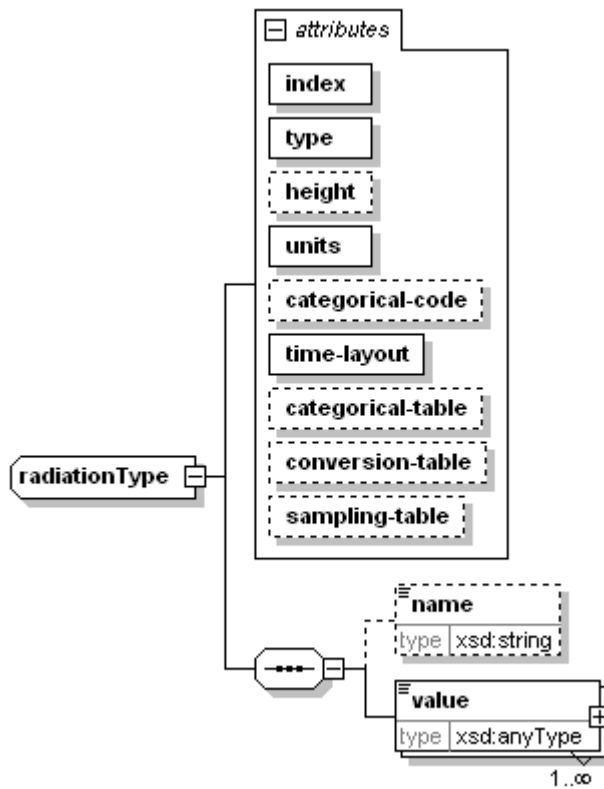 attributes
index
type
height
units
categorical-code
time-layout
categorical-table
conversion-table
sampling-table
radiationType
name
type xsd:string
value
type xsd:anyType
1..∞